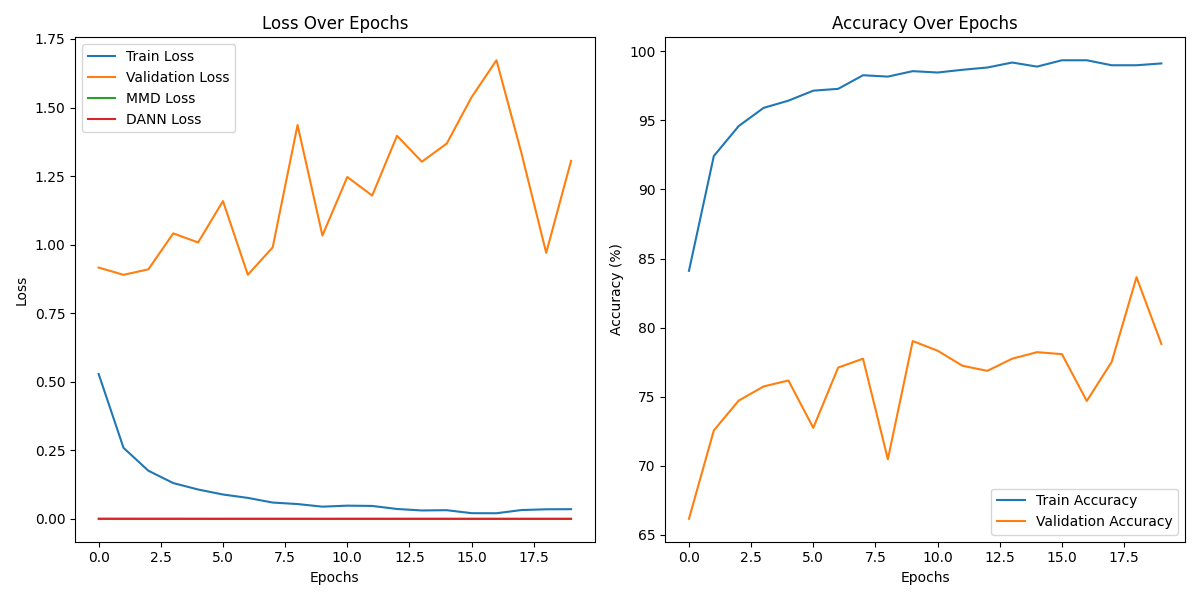 Loss Over Epochs
1.75
1.50
1.25
1.00
0.75
0.50
0.25
0.00
Loss
Train Loss
Validation Loss
MMD Loss
DANN Loss
0.0 2.5 5.0 7.5 10.0 12.5 15.0 17.5
Epochs
Accuracy Over Epochs
100
95
90
85
80
75
70
65
Accuracy (%)
Train Accuracy
Validation Accuracy
0.0 2.5 5.0 7.5 10.0 12.5 15.0 17.5
Epochs